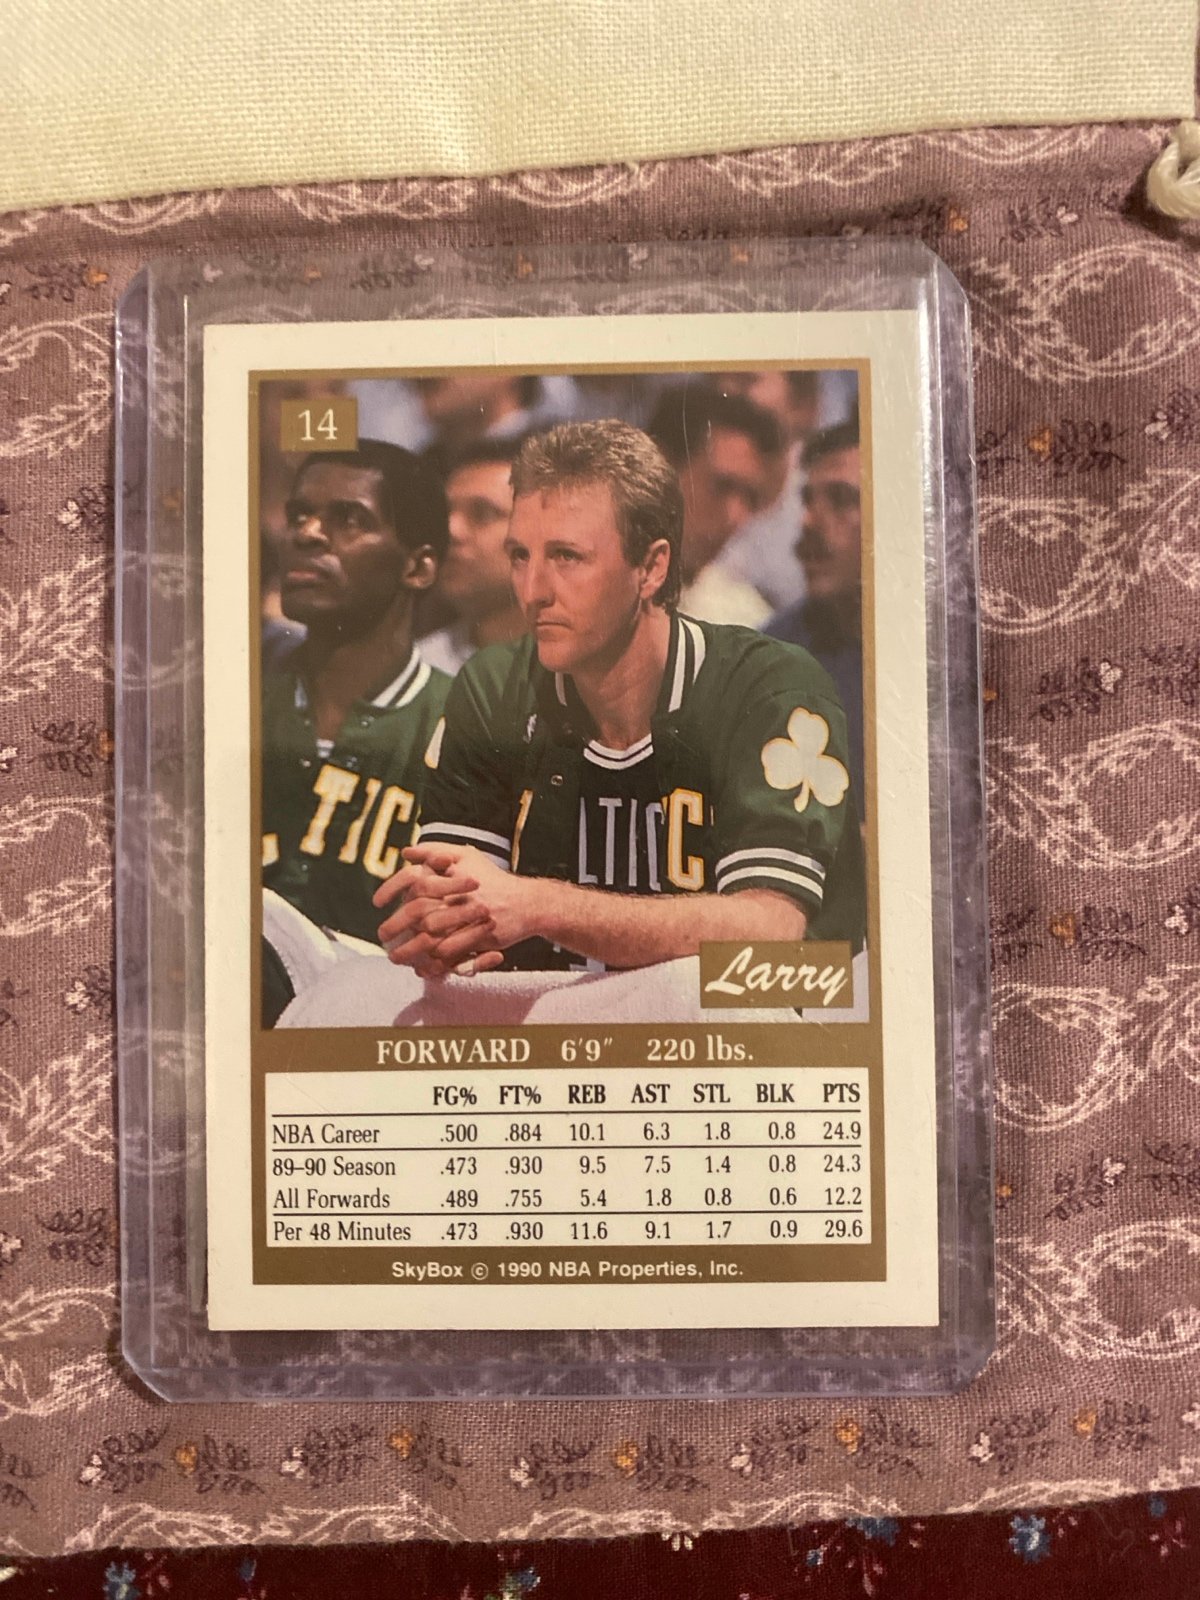 14
TIC
LTIC
Larry
FORWARD 6'9" 220 lbs.
FG% FT% REB AST STL BLK PTS
NBA Career .500 .884 10.1 6.3 1.8 0.8 24.9
89–90 Season .473 .930 9.5 7.5 1.4 0.8 24.3
All Forwards .489 .755 5.4 1.8 0.8 0.6 12.2
Per 48 Minutes .473 .930 11.6 9.1 1.7 0.9 29.6
SkyBox © 1990 NBA Properties, Inc.